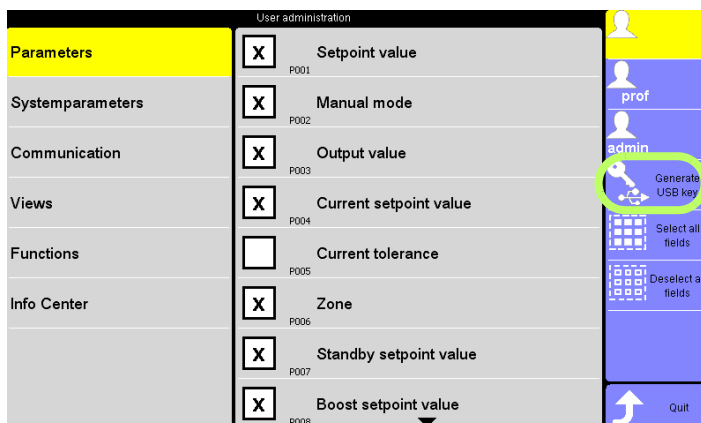 User administration
Parameters
Systemparameters
Communication
Views
Functions
Info Center
X
Setpoint value
P001
X
Manual mode
P002
X
Output value
P003
X
Current setpoint value
P004
Current tolerance
P005
X
Zone
P006
X
Standby setpoint value
P007
X
Boost setpoint value
P008
prof
admin
Generate
USB key
Select all
fields
Deselect a
fields
Quit